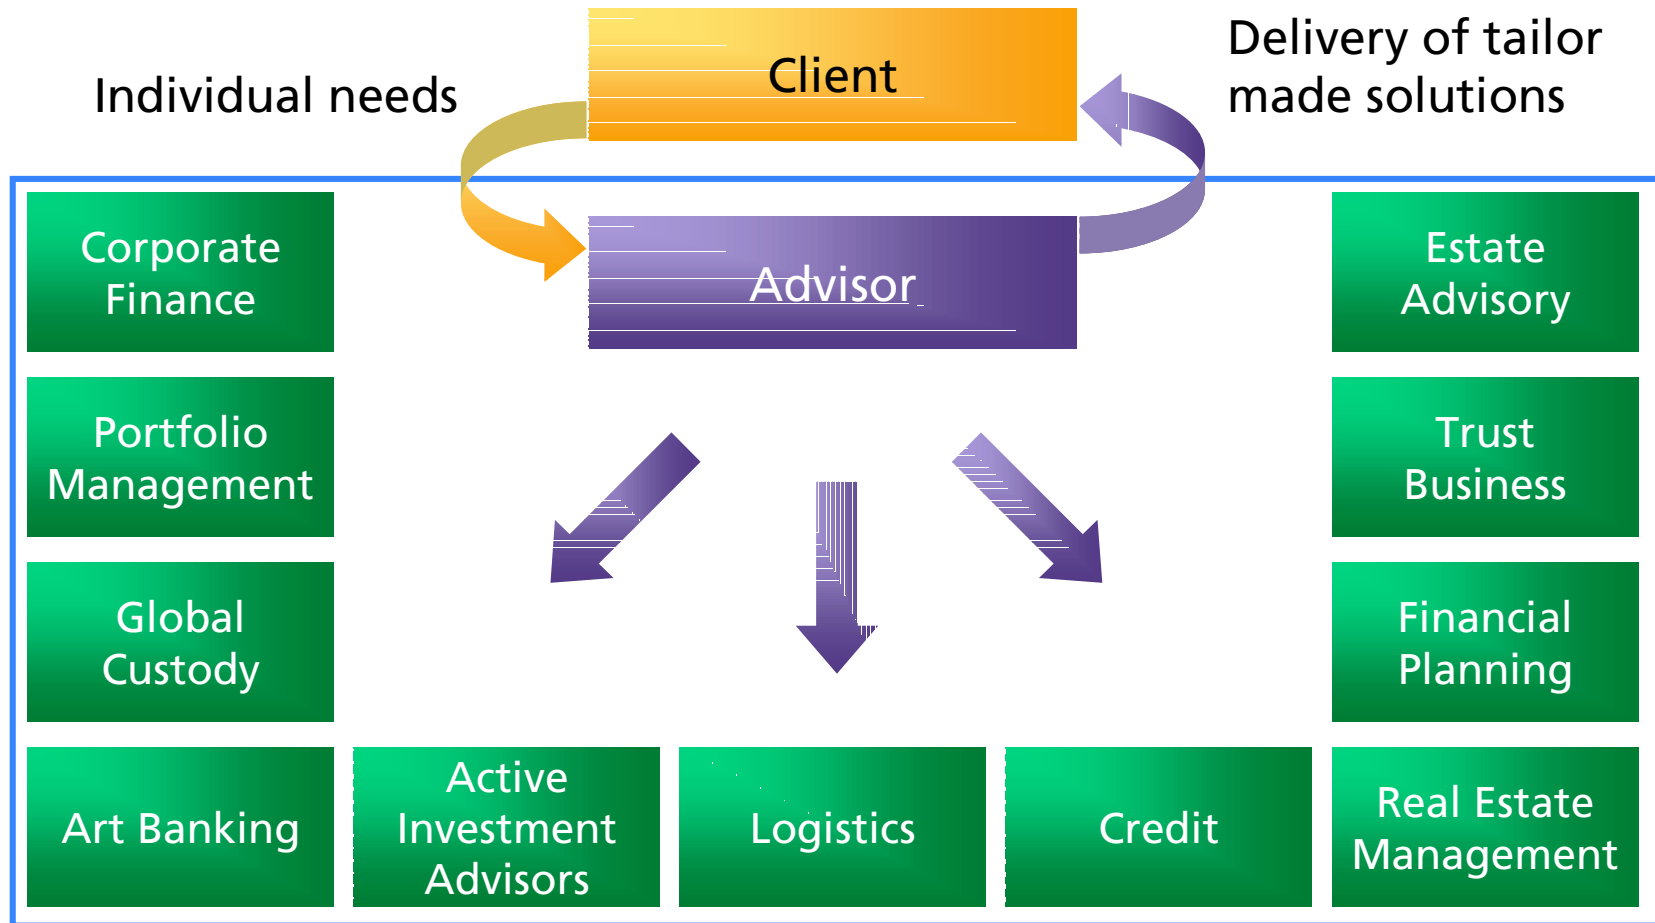 Individual needs
Client
Delivery of tailor
made solutions
Advisor
Corporate
Finance
Estate
Advisory
Portfolio
Management
Trust
Business
Global
Custody
Financial
Planning
Art Banking
Active
Investment
Advisors
Logistics
Credit
Real Estate
Management